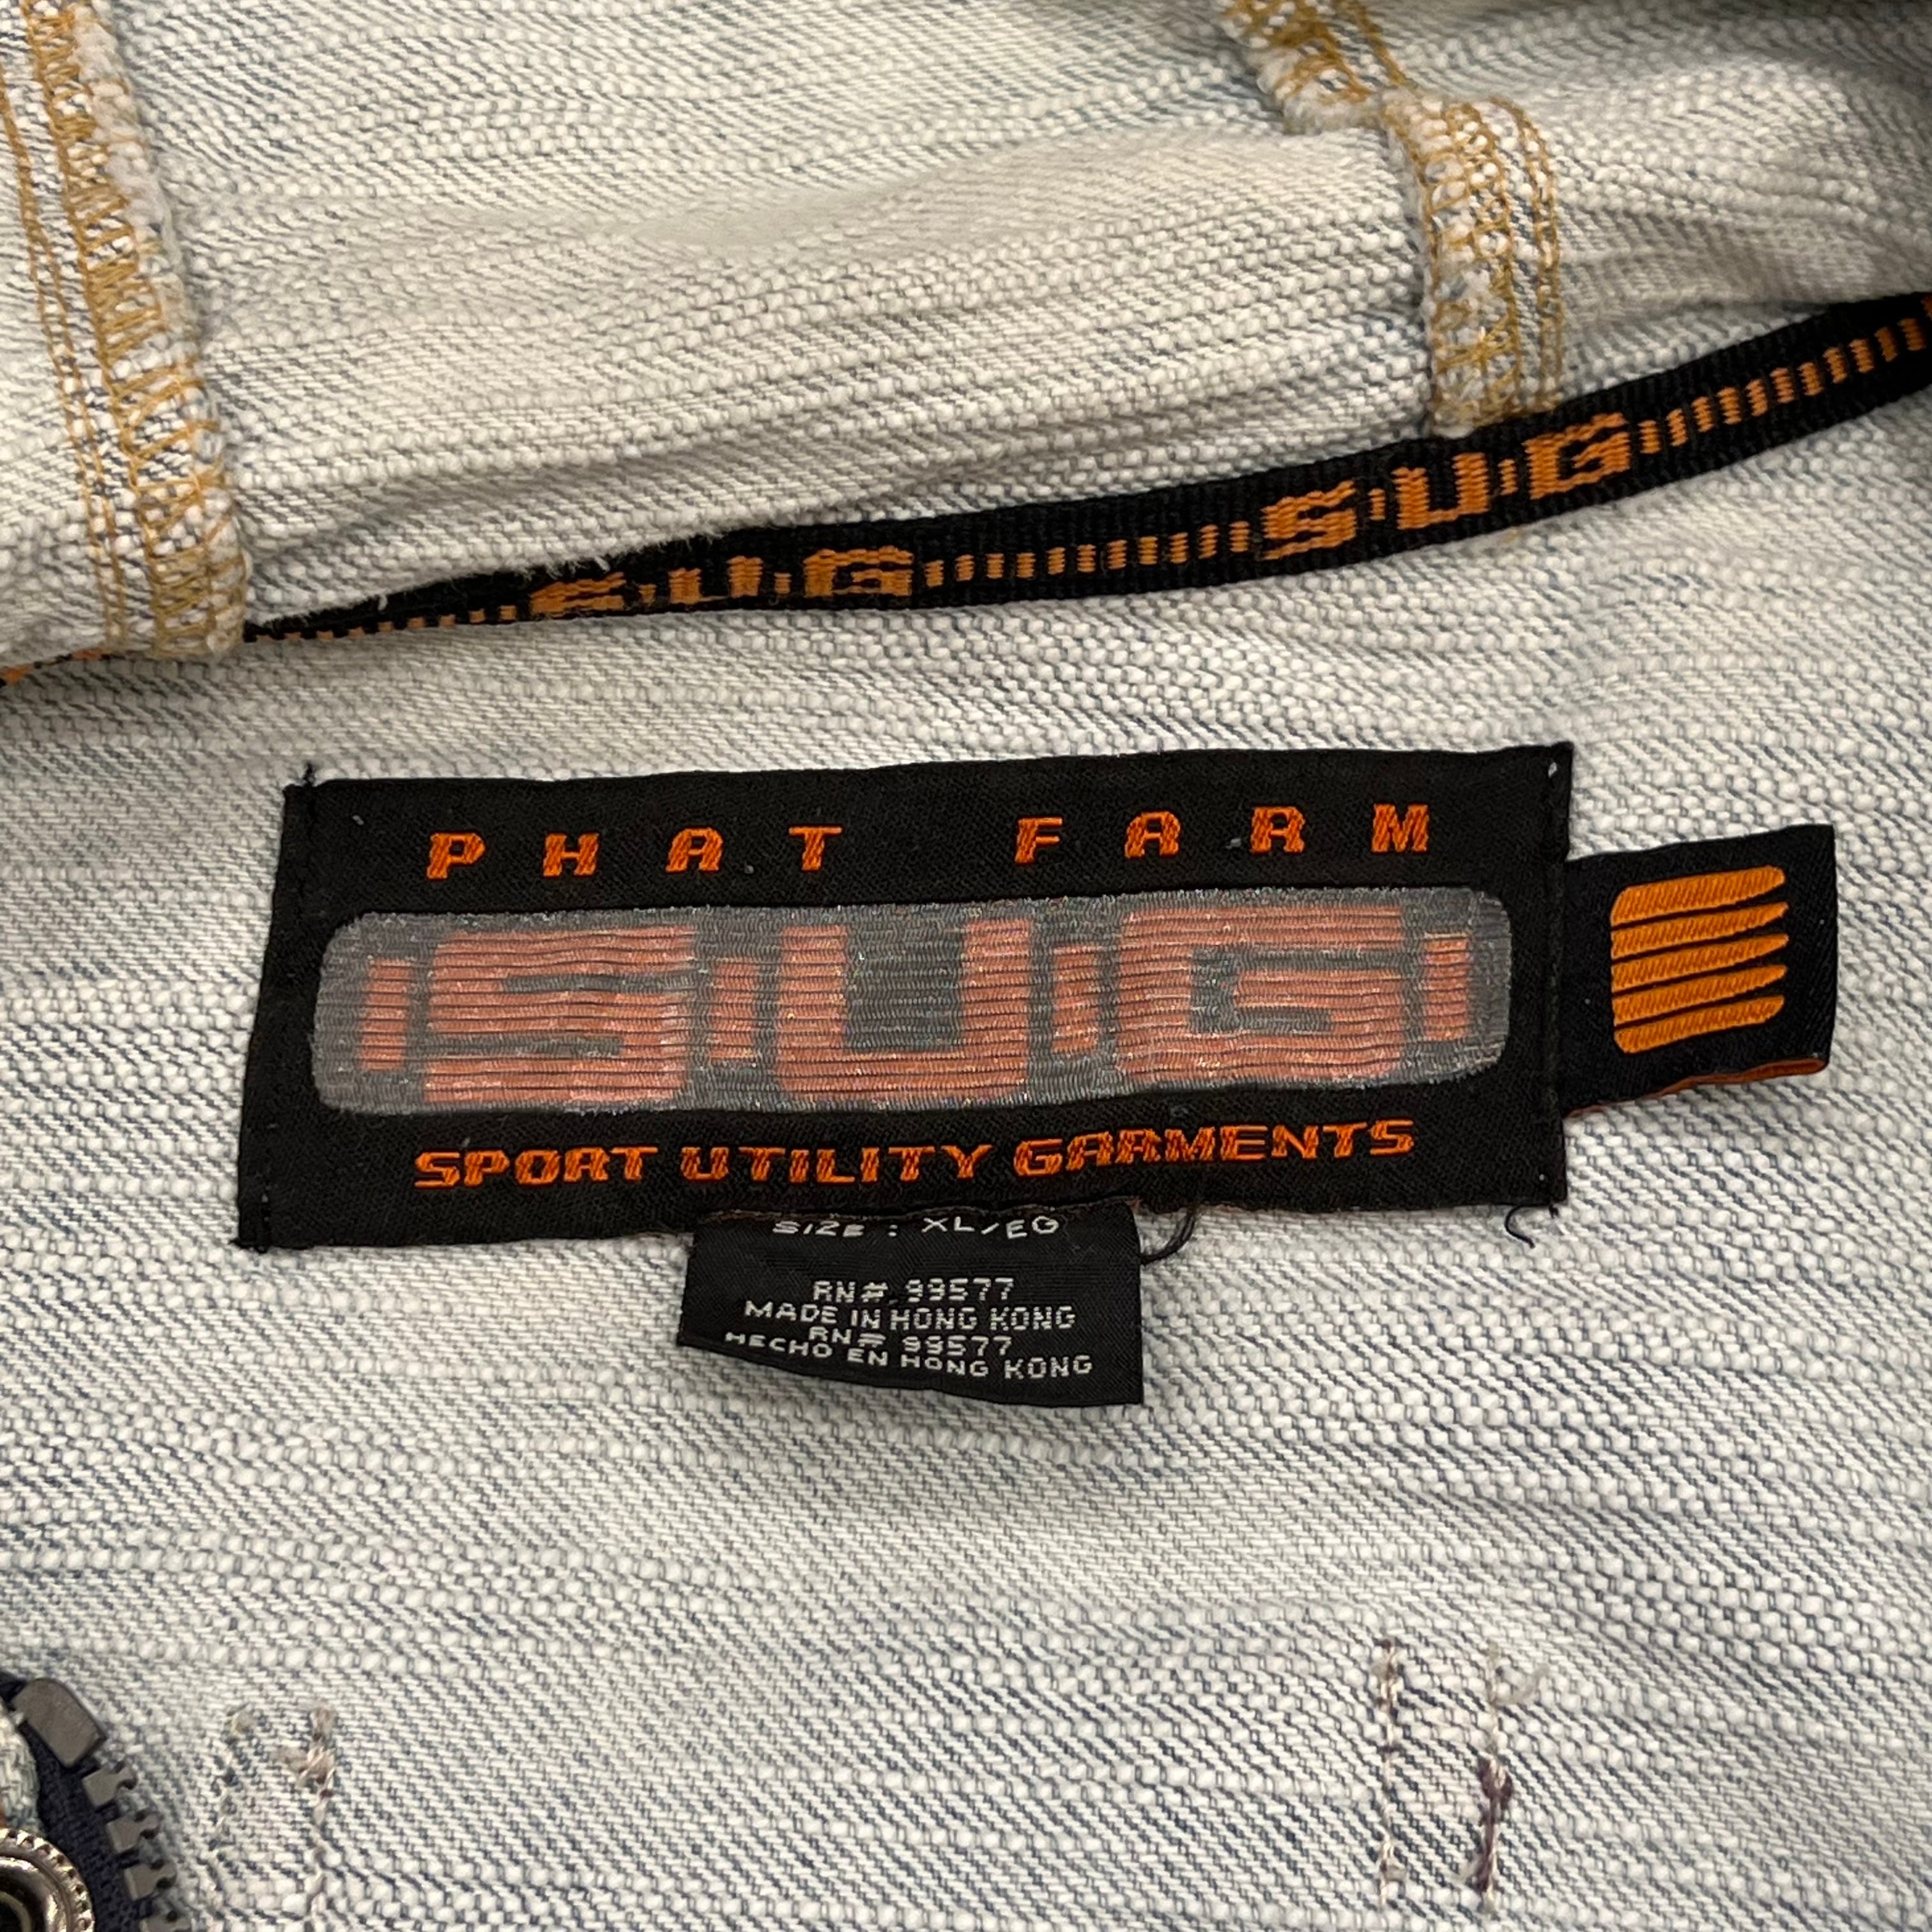 S.U.G S.U.G
PHAT FARM
S.U.G
SPORT UTILITY GARMENTS
SIZE : XL/EG
RN# 99577
MADE IN HONG KONG
RN# 99577
HECHO EN HONG KONG